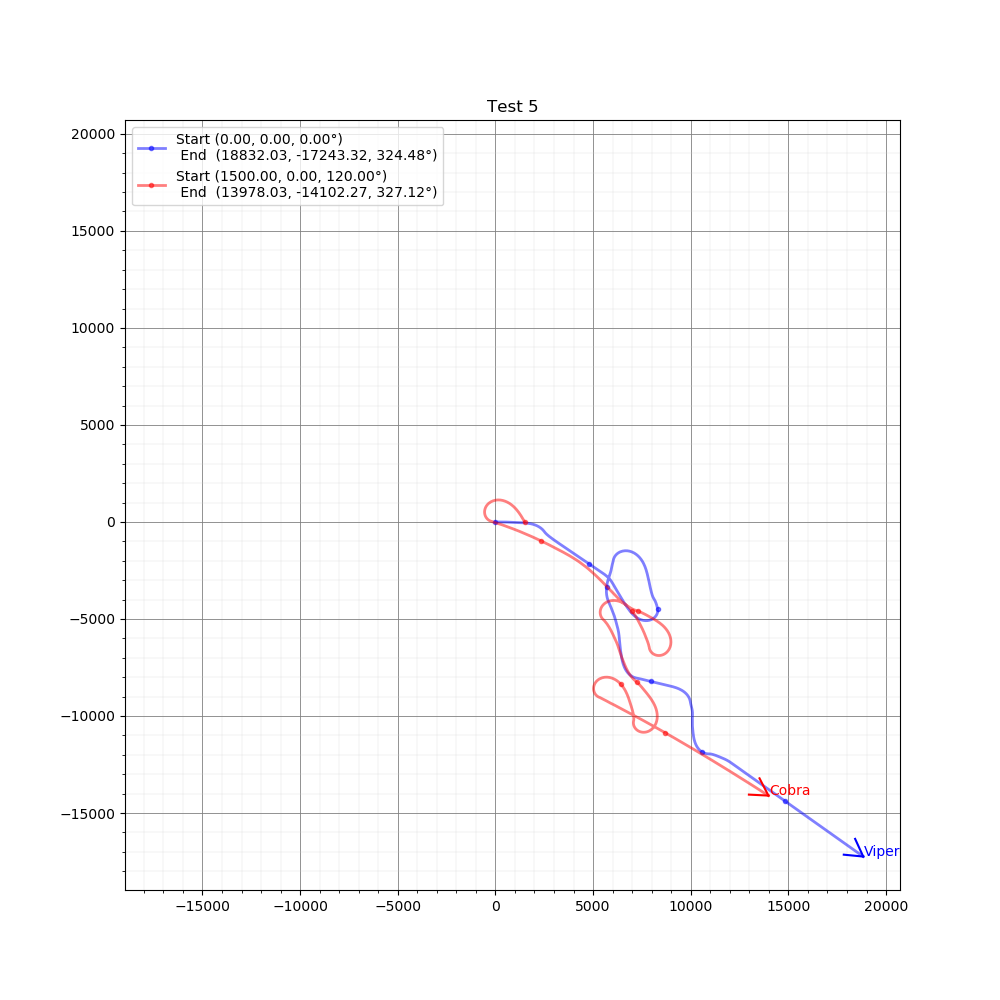 Test 5
Start (0.00, 0.00, 0.00°)
End  (18832.03, -17243.32, 324.48°)
Start (1500.00, 0.00, 120.00°)
End  (13978.03, -14102.27, 327.12°)
20000
15000
10000
5000
0
−5000
−10000
−15000
Cobra
Viper
−15000 −10000 −5000 0 5000 10000 15000 20000